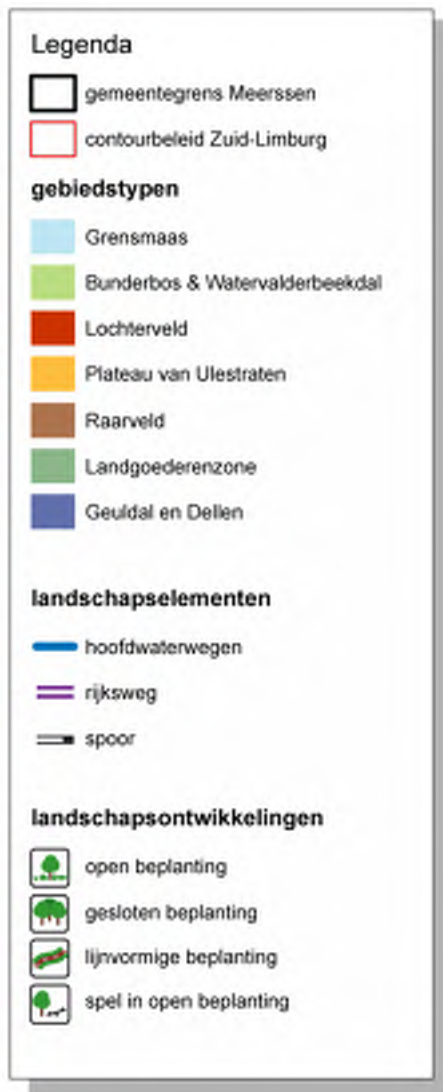 Legenda
gemeentegrens Meerssen
contourbeleid Zuid-Limburg
gebiedstypen
Grensmaas
Bunderbos & Watervalderbeekdal
Lochterveld
Plateau van Ulestraten
Raarveld
Landgoederenzone
Geuldal en Dellen
landschapselementen
hoofdwaterwegen
rijksweg
spoor
landschapsontwikkelingen
open beplanting
gesloten beplanting
lijnvormige beplanting
spel in open beplanting